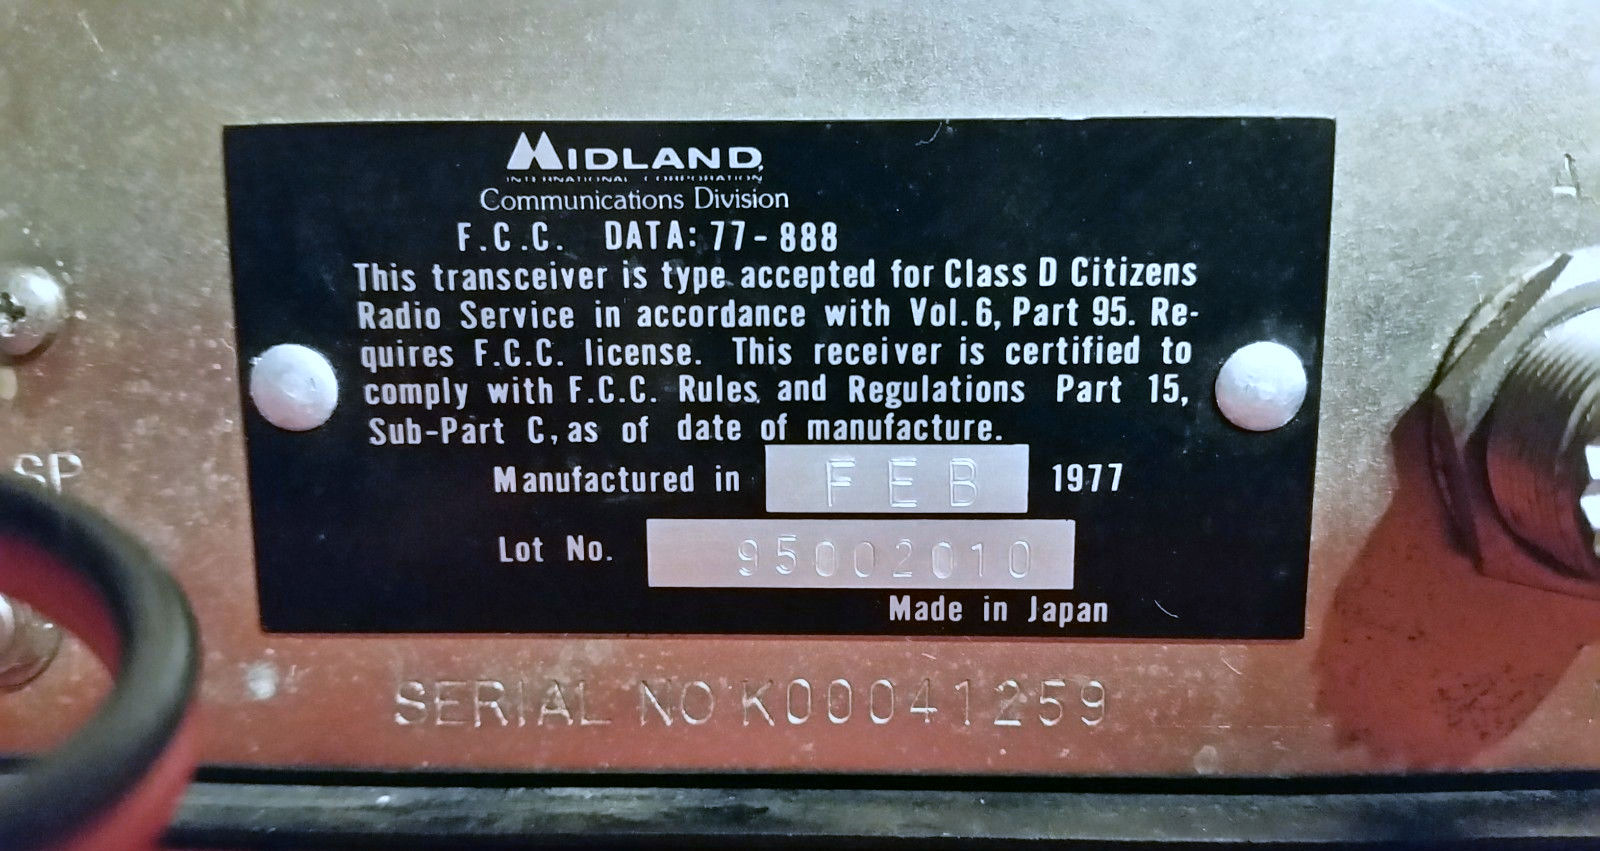 MIDLAND
INTERNATIONAL CORPORATION
Communications Division
F.C.C. DATA: 77-888
This transceiver is type accepted for Class D Citizens
Radio Service in accordance with Vol.6, Part 95. Re-
quires F.C.C. license. This receiver is certified to
comply with F.C.C. Rules and Regulations Part 15,
Sub-Part C, as of date of manufacture.
Manufactured in FEB 1977
Lot No. 95002010
Made in Japan
SP
SERIAL NO K00041259